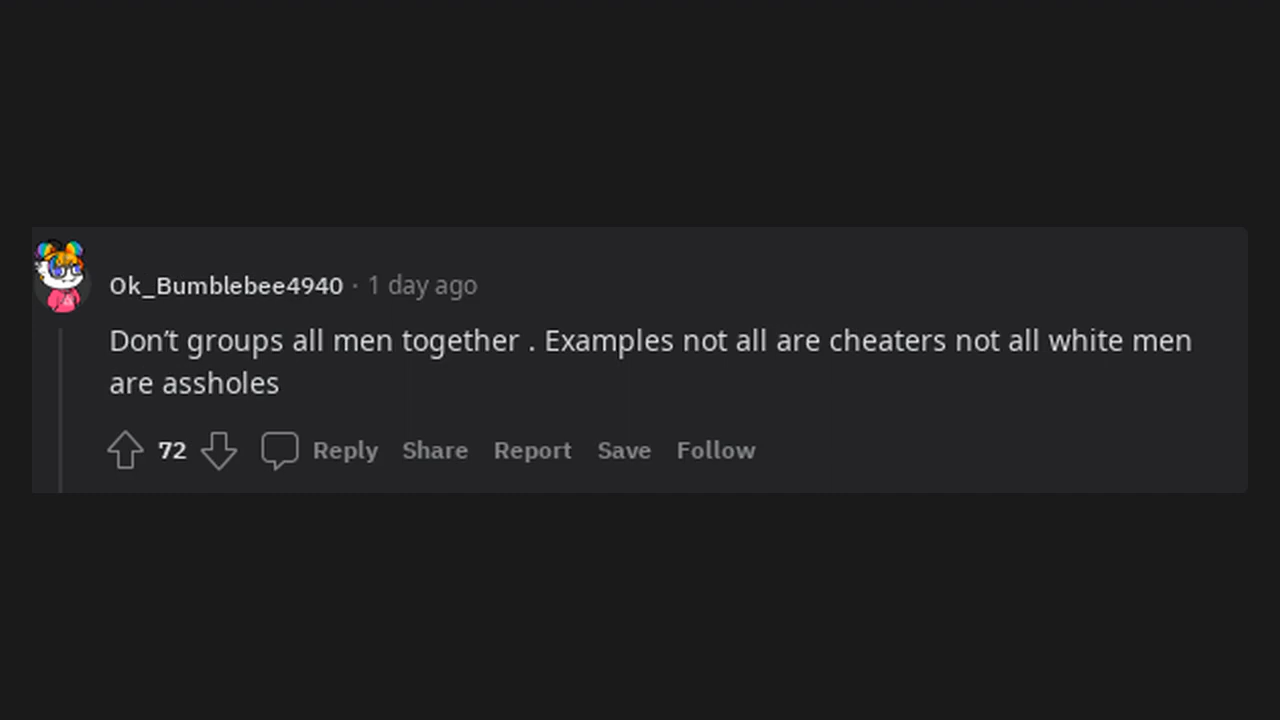 Ok_Bumblebee4940 · 1 day ago
Don’t groups all men together . Examples not all are cheaters not all white men
are assholes
72 Reply Share Report Save Follow